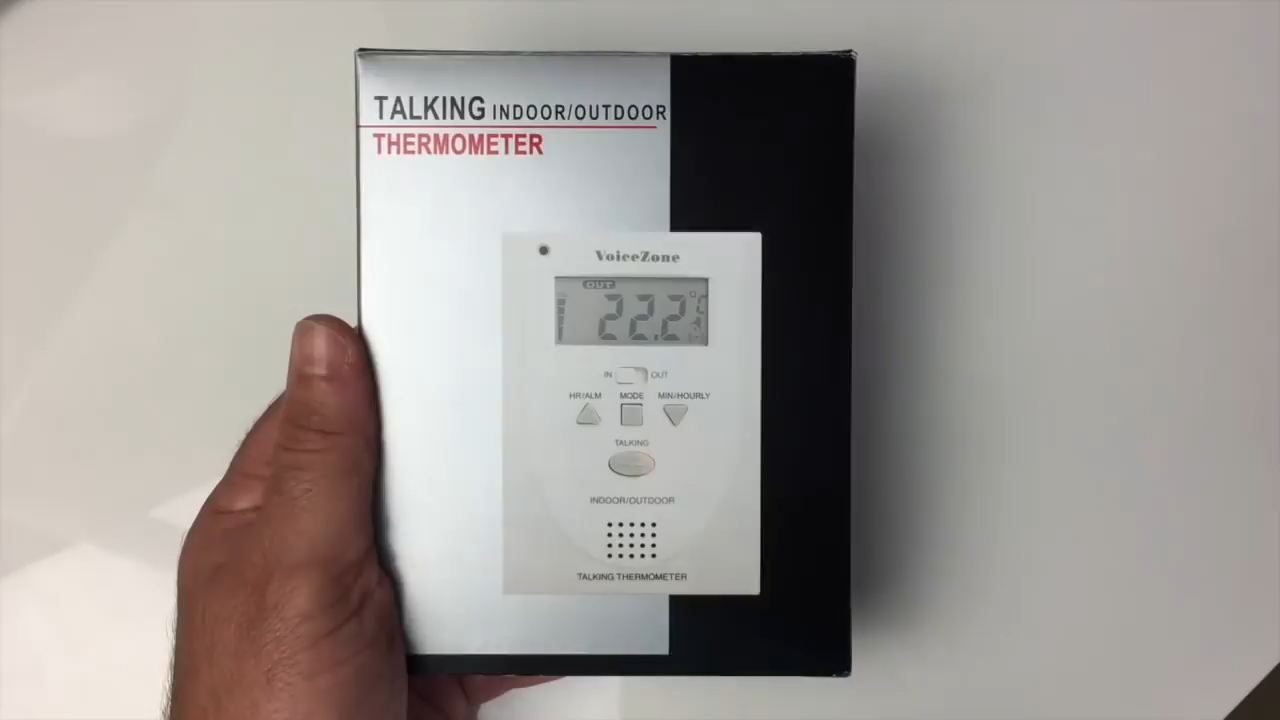 TALKING INDOOR/OUTDOOR
THERMOMETER
VoiceZone
OUT
22.2°C
IN OUT
HR/ALM MODE MIN/HOURLY
TALKING
INDOOR/OUTDOOR
TALKING THERMOMETER